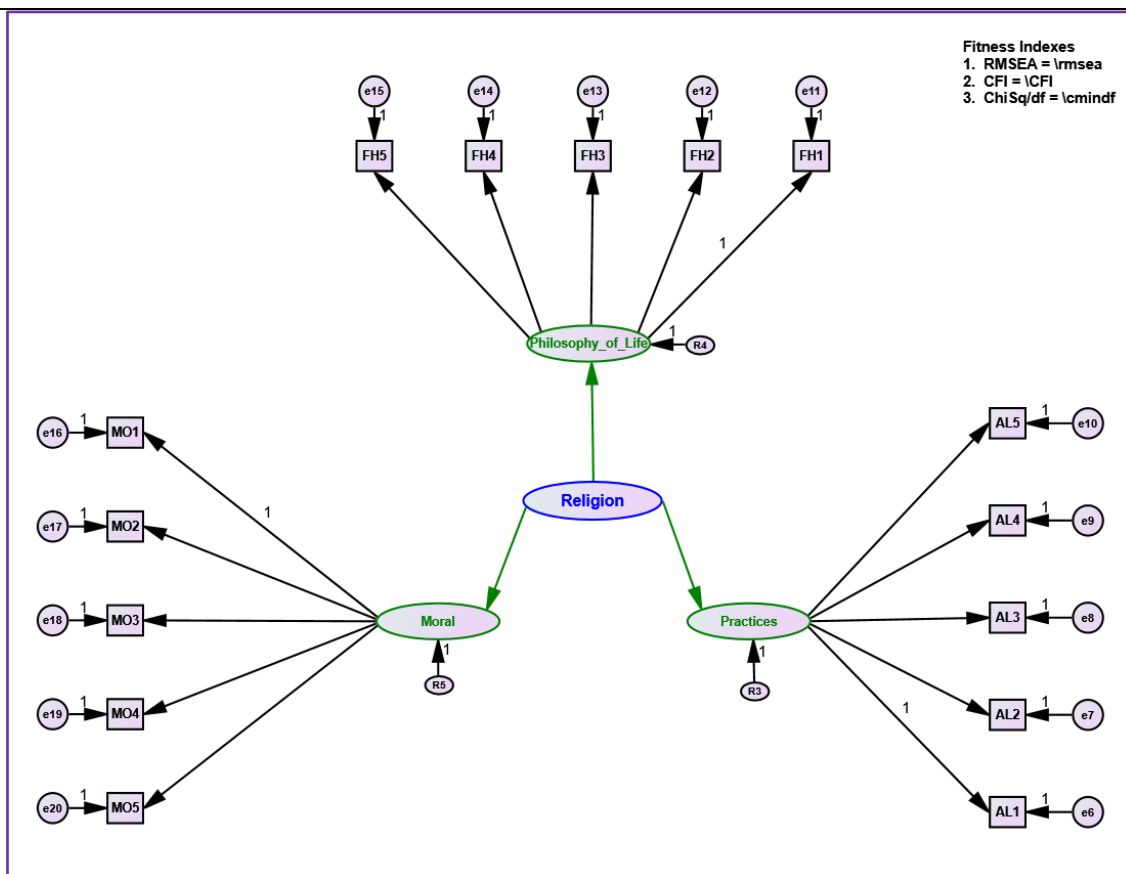 Fitness Indexes
1. RMSEA = \rmsea
2. CFI = \CFI
3. ChiSq/df = \cmindf
e15 e14 e13 e12 e11
1 1 1 1 1
FH5 FH4 FH3 FH2 FH1
1
Philosophy_of_Life 1 R4
Religion
e16 1 MO1
e17 1 MO2
e18 1 MO3
e19 1 MO4
e20 1 MO5
1
Moral
1
R5
Practices
1
R3
1
AL5 1 e10
AL4 1 e9
AL3 1 e8
AL2 1 e7
AL1 1 e6